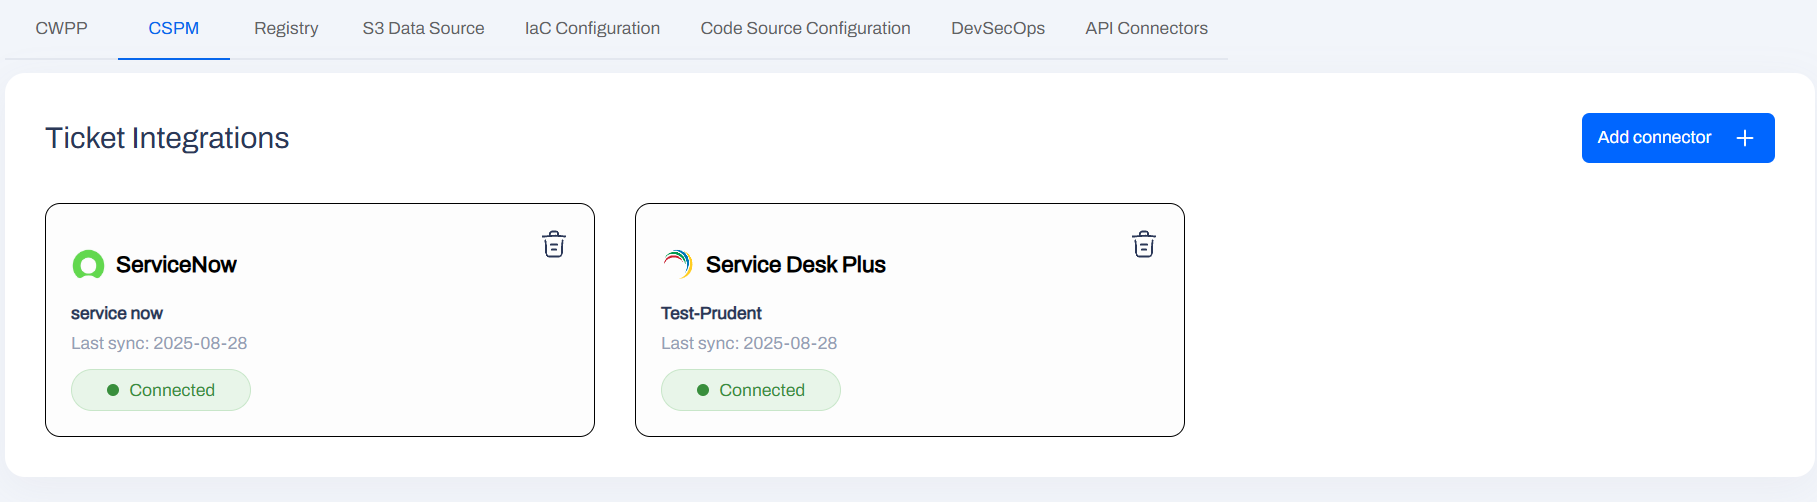 CWPP CSPM Registry S3 Data Source IaC Configuration Code Source Configuration DevSecOps API Connectors
Ticket Integrations
Add connector
ServiceNow
service now
Last sync: 2025-08-28
Connected
Service Desk Plus
Test-Prudent
Last sync: 2025-08-28
Connected